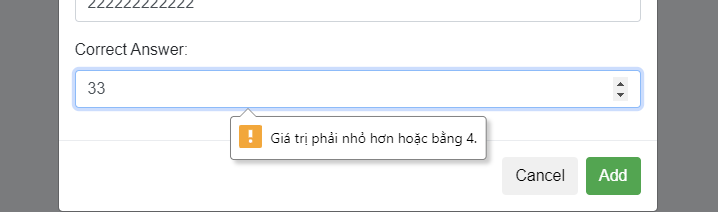 222222222222
Correct Answer:
33
Giá trị phải nhỏ hơn hoặc bằng 4.
Cancel
Add